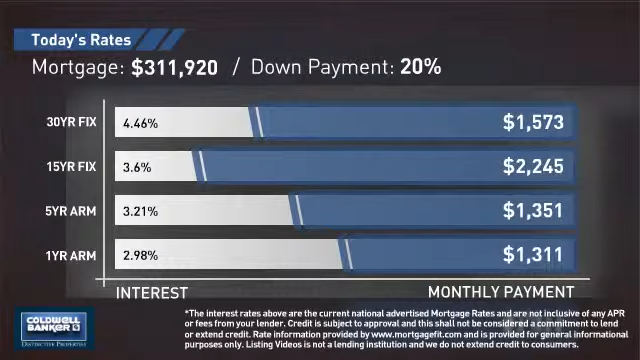 Today's Rates
Mortgage: $311,920 / Down Payment: 20%
30YR FIX 4.46% $1,573
15YR FIX 3.6% $2,245
5YR ARM 3.21% $1,351
1YR ARM 2.98% $1,311
INTEREST MONTHLY PAYMENT
*The interest rates above are the current national advertised Mortgage Rates and are not inclusive of any APR
or fees from your lender. Credit is subject to approval and this shall not be considered a commitment to lend
or extend credit. Rate information provided by www.mortgagefit.com and is provided for general informational
purposes only. Listing Videos is not a lending institution and we do not extend credit to consumers.
COLDWELL
BANKER
DISTINCTIVE PROPERTIES